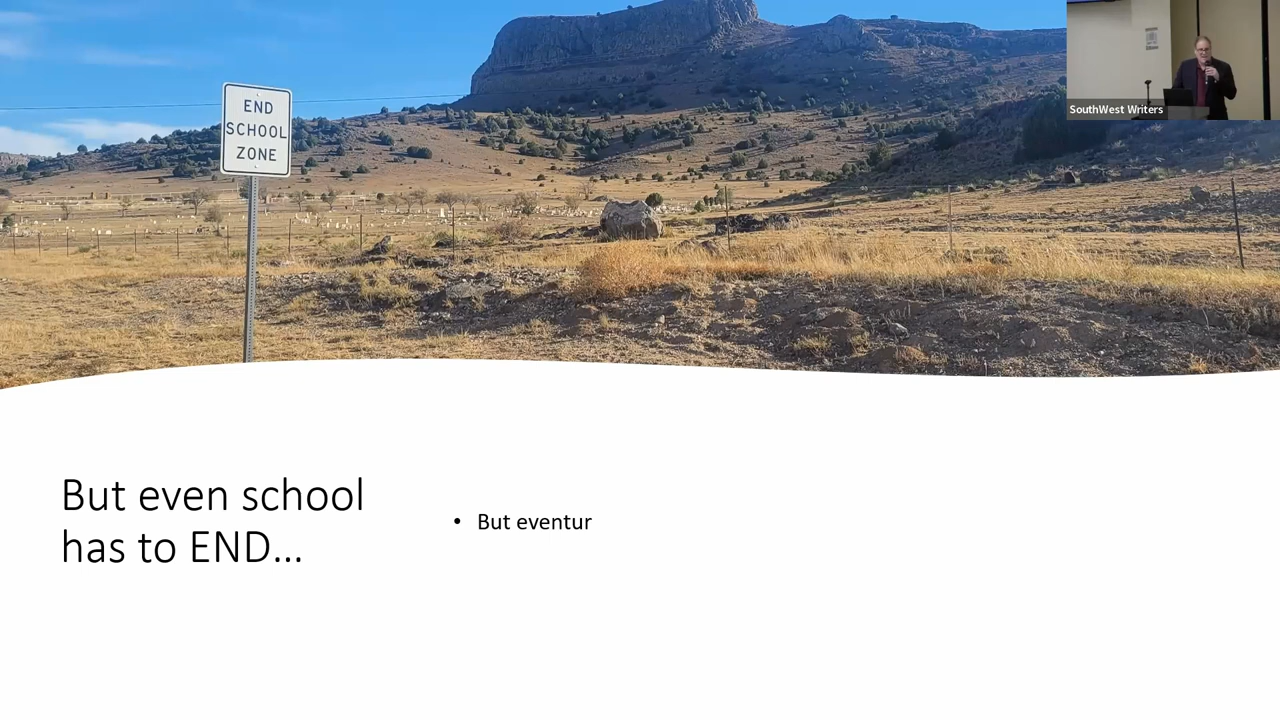 END
SCHOOL
ZONE
SouthWest Writers
But even school
has to END...
• But eventur